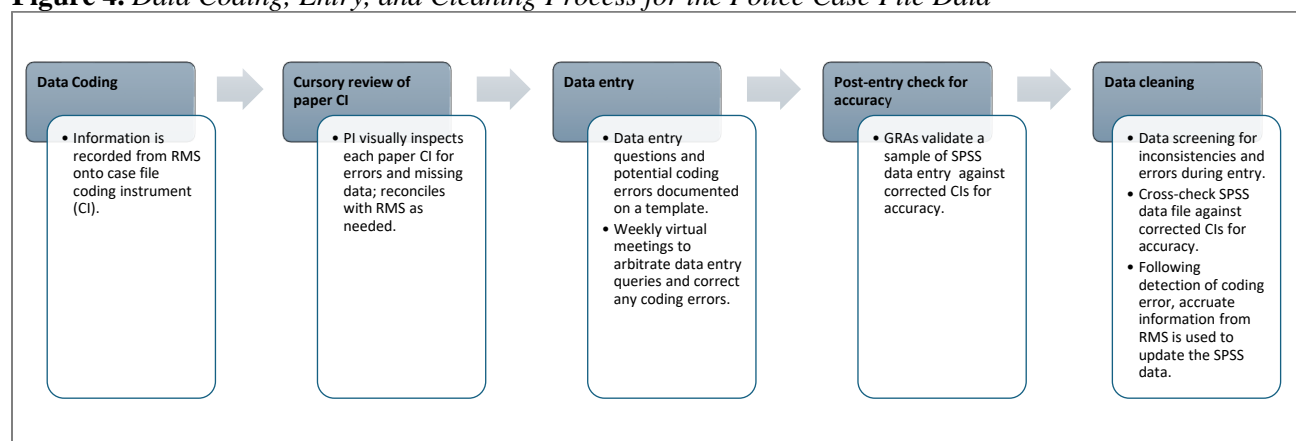 Figure 4. Data Coding, Entry, and Cleaning Process for the Police Case File Data
Data Coding
• Information is
recorded from RMS
onto case file
coding instrument
(CI).
Cursory review of
paper CI
• PI visually inspects
each paper CI for
errors and missing
data; reconciles
with RMS as
needed.
Data entry
• Data entry
questions and
potential coding
errors documented
on a template.
• Weekly virtual
meetings to
arbitrate data entry
queries and correct
any coding errors.
Post-entry check for
accuracy
• GRAs validate a
sample of SPSS
data entry against
corrected CIs for
accuracy.
Data cleaning
• Data screening for
inconsistencies and
errors during entry.
• Cross-check SPSS
data file against
corrected CIs for
accuracy.
• Following
detection of coding
error, accruate
information from
RMS is used to
update the SPSS
data.